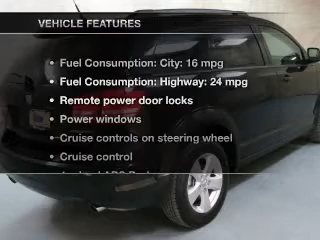 VEHICLE FEATURES
• Fuel Consumption: City: 16 mpg
• Fuel Consumption: Highway: 24 mpg
• Remote power door locks
• Power windows
• Cruise controls on steering wheel
• Cruise control